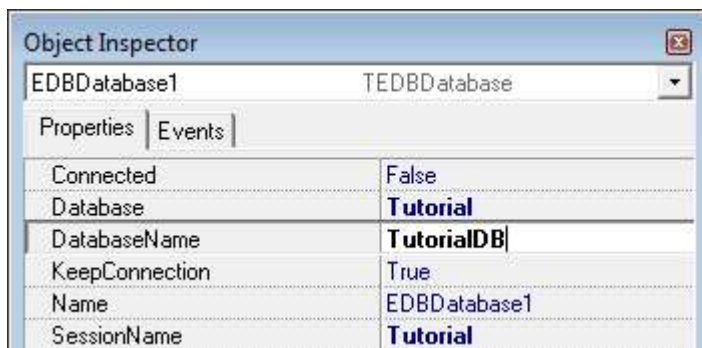 Object Inspector
EDBDatabase1 TEDBDatabase
Properties Events
Connected False
Database Tutorial
DatabaseName TutorialDB
KeepConnection True
Name EDBDatabase1
SessionName Tutorial